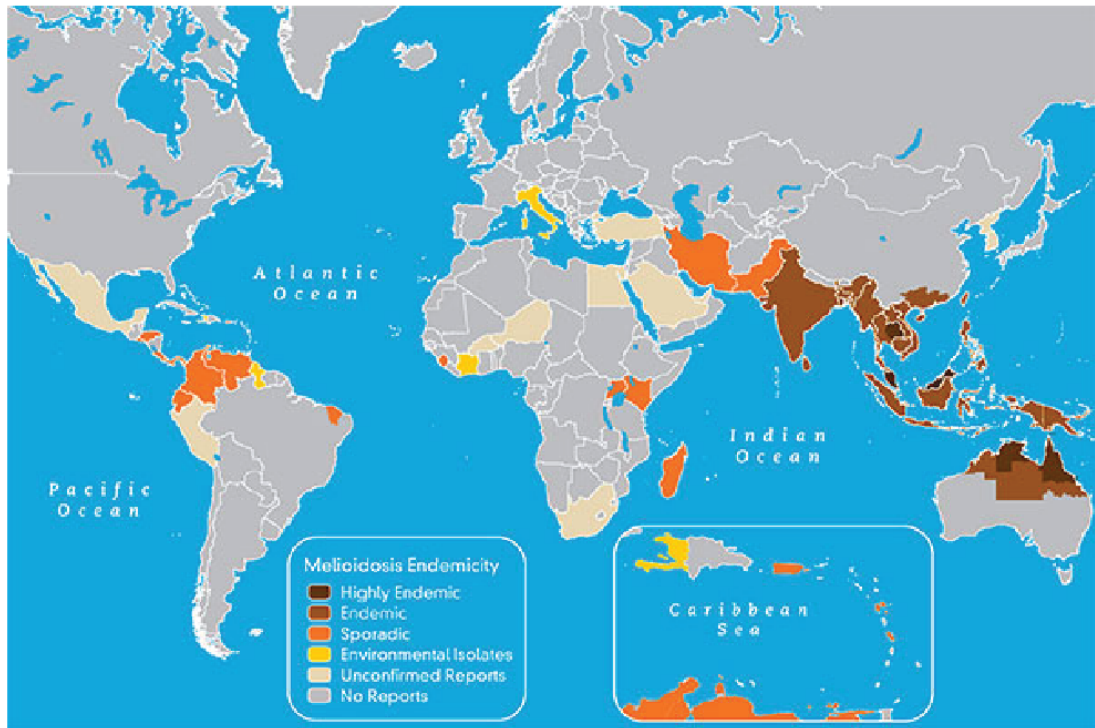 Atlantic
Ocean
Indian
Ocean
Pacific
Ocean
Melioidosis Endemicity
Highly Endemic
Endemic
Sporadic
Environmental Isolates
Unconfirmed Reports
No Reports
Caribbean
Sea